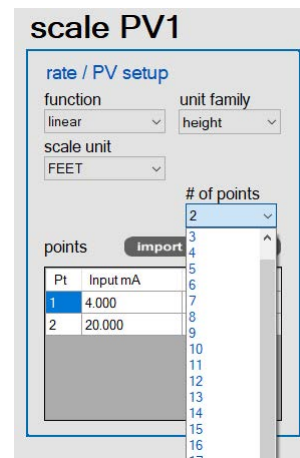 scale PV1
rate / PV setup
function unit family
linear height
scale unit
FEET
# of points
2
points import
Pt Input mA
1 4.000
2 20.000
3
4
5
6
7
8
9
10
11
12
13
14
15
16
17